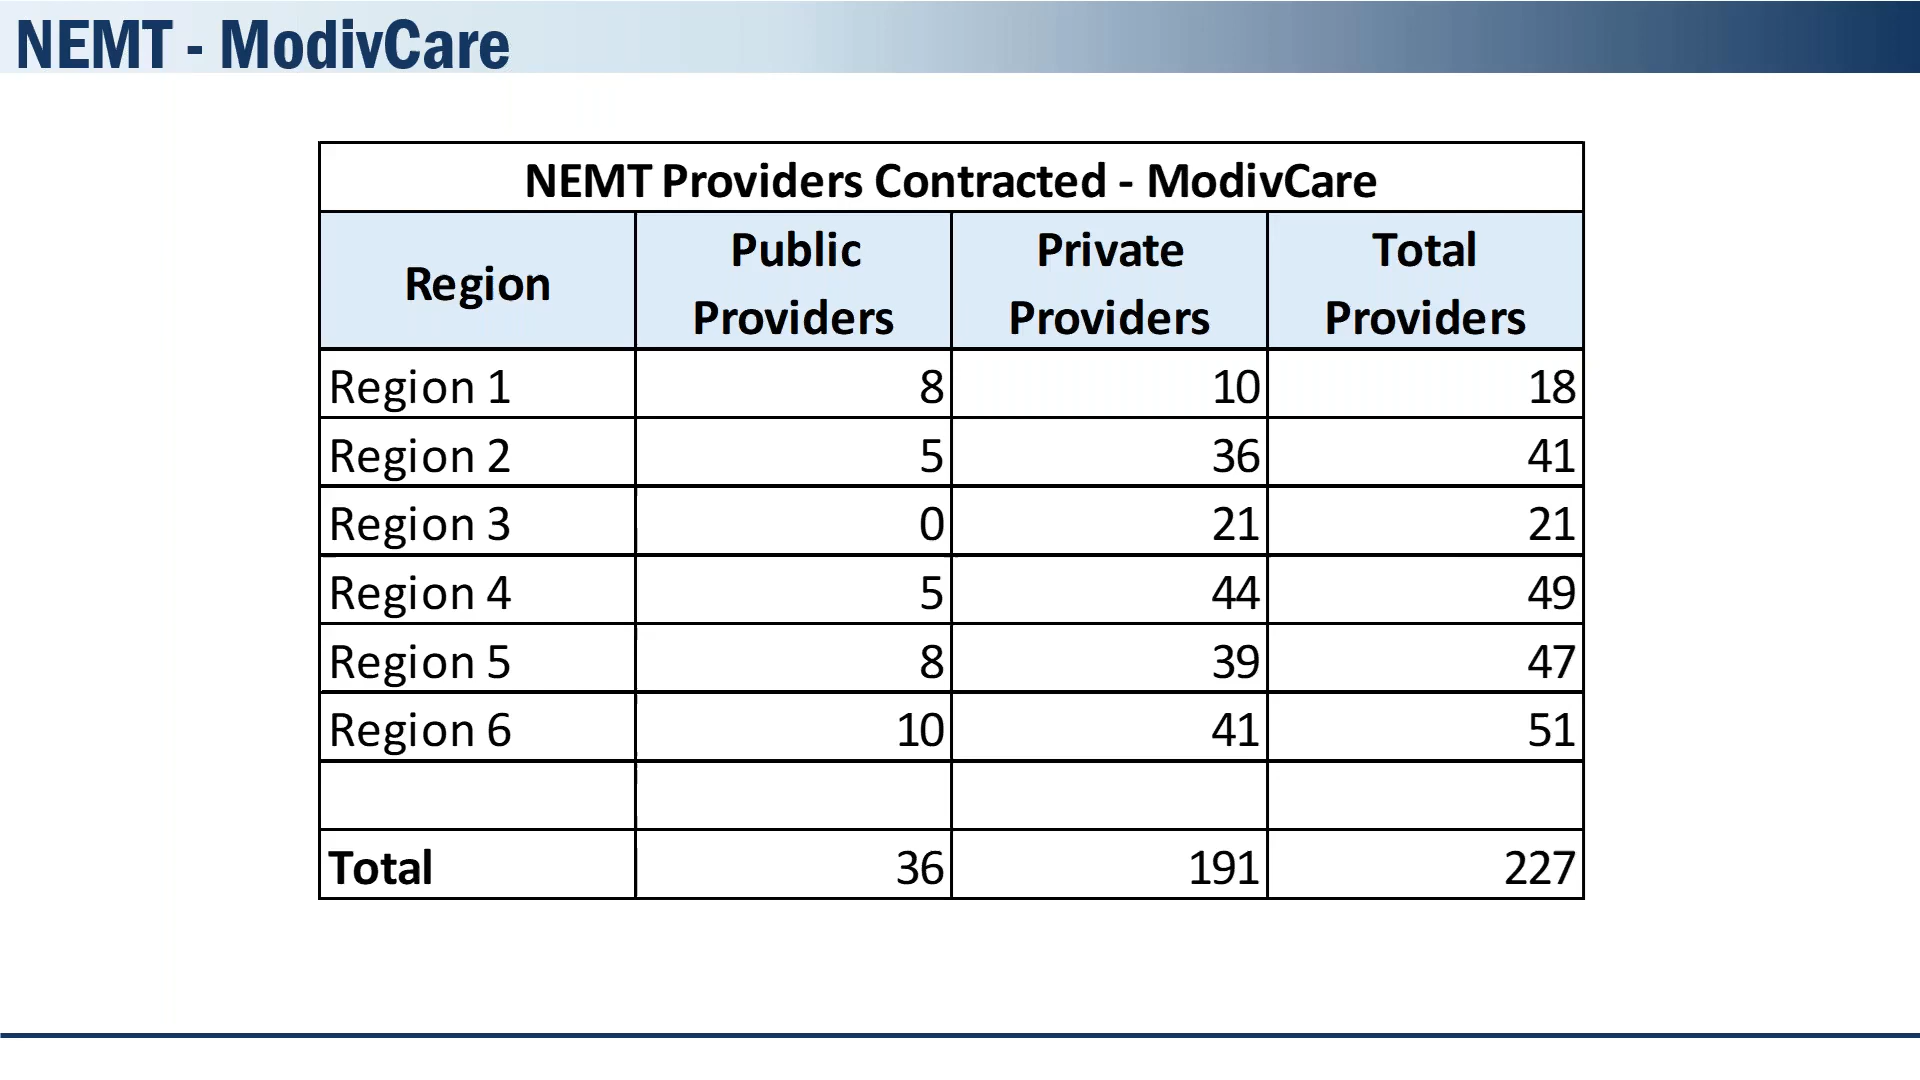 NEMT - ModivCare
NEMT Providers Contracted - ModivCare
Region Public Providers Private Providers Total Providers
Region 1 8 10 18
Region 2 5 36 41
Region 3 0 21 21
Region 4 5 44 49
Region 5 8 39 47
Region 6 10 41 51
Total 36 191 227